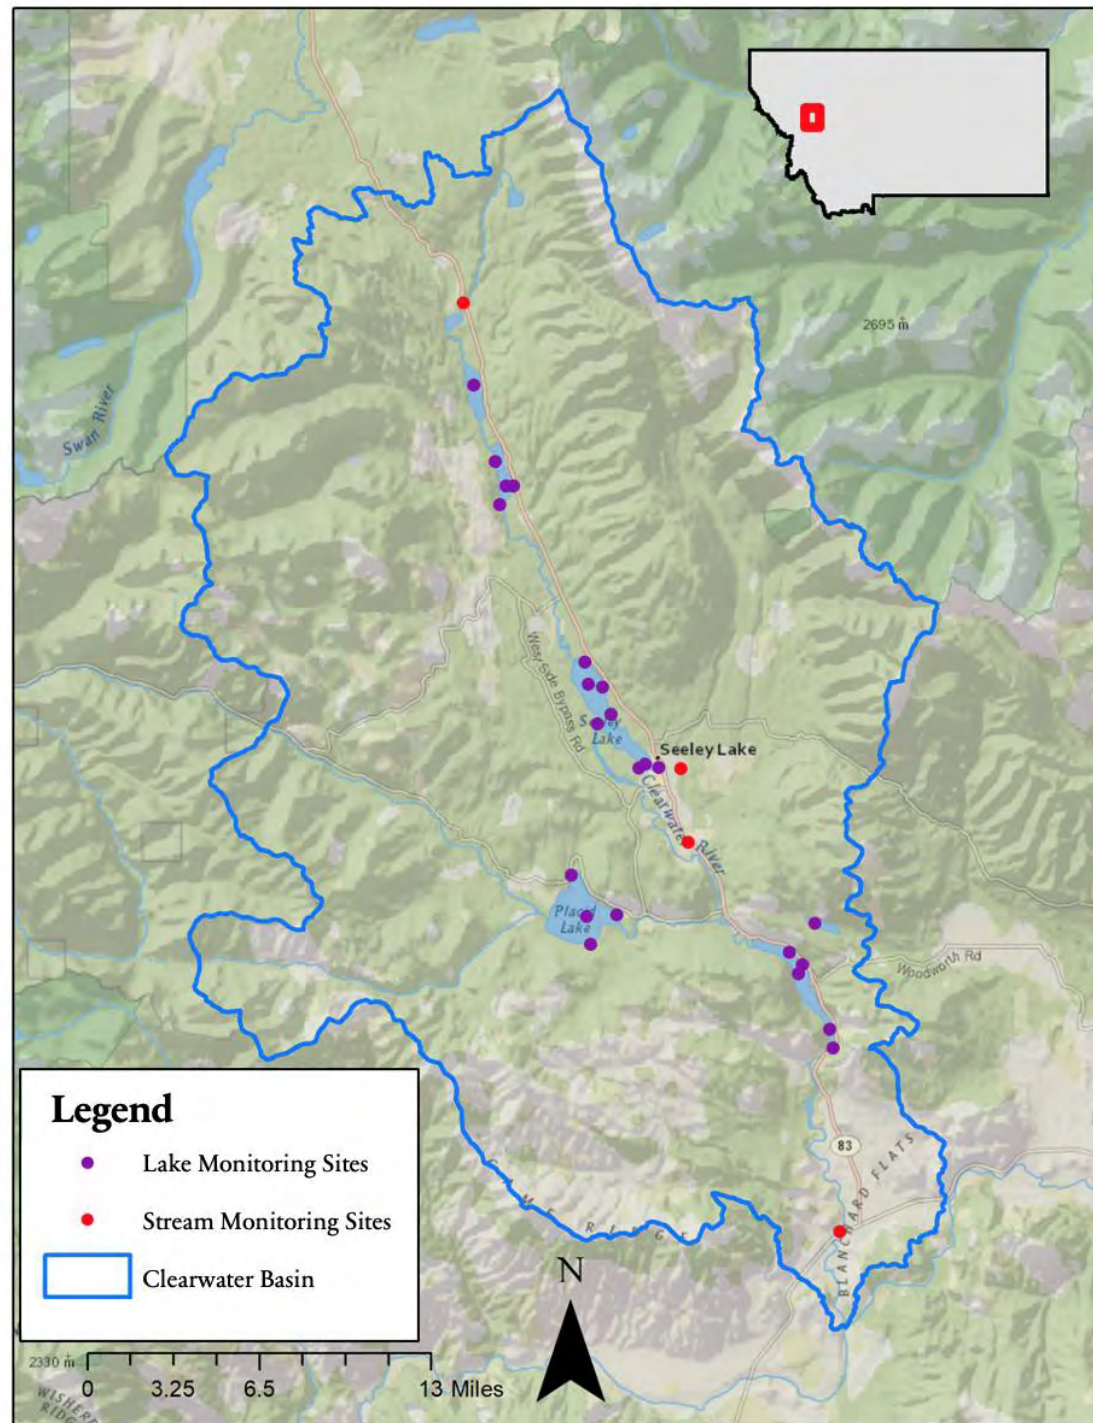 2695 m
Swan River
West Side Bypass Rd
Seeley
Lake
Seeley Lake
Clearwater River
Placid
Lake
Woodworth Rd
83
BLANCHARD FLATS
Legend
Lake Monitoring Sites
Stream Monitoring Sites
Clearwater Basin
N
2330 m
0 3.25 6.5 13 Miles